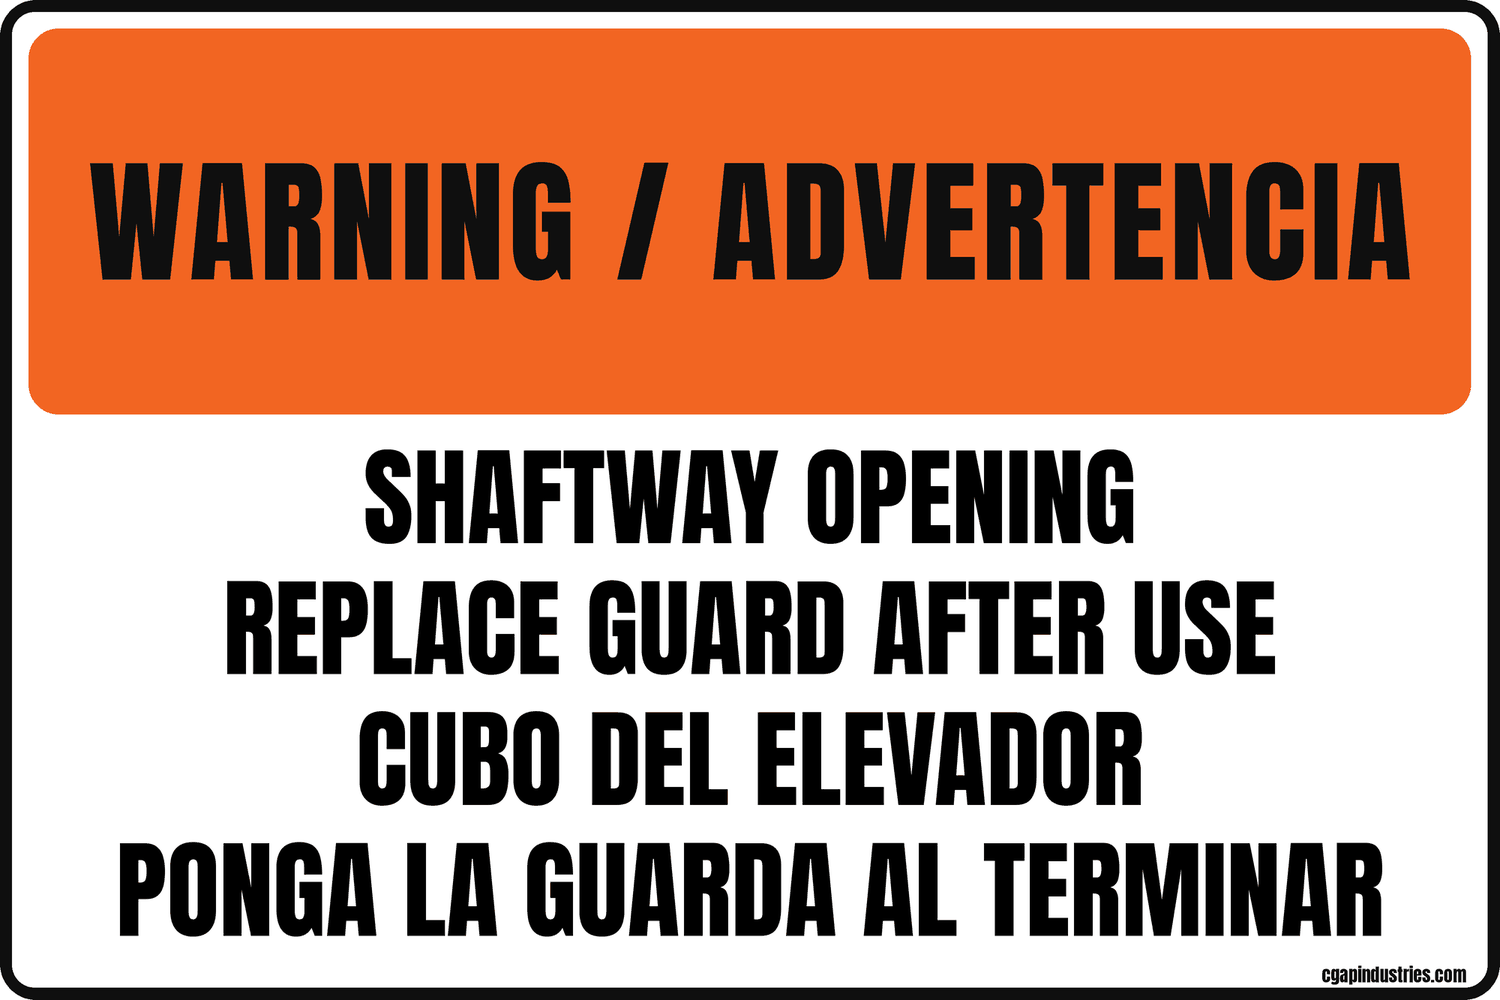 WARNING / ADVERTENCIA
SHAFTWAY OPENING
REPLACE GUARD AFTER USE
CUBO DEL ELEVADOR
PONGA LA GUARDA AL TERMINAR
cgapindustries.com